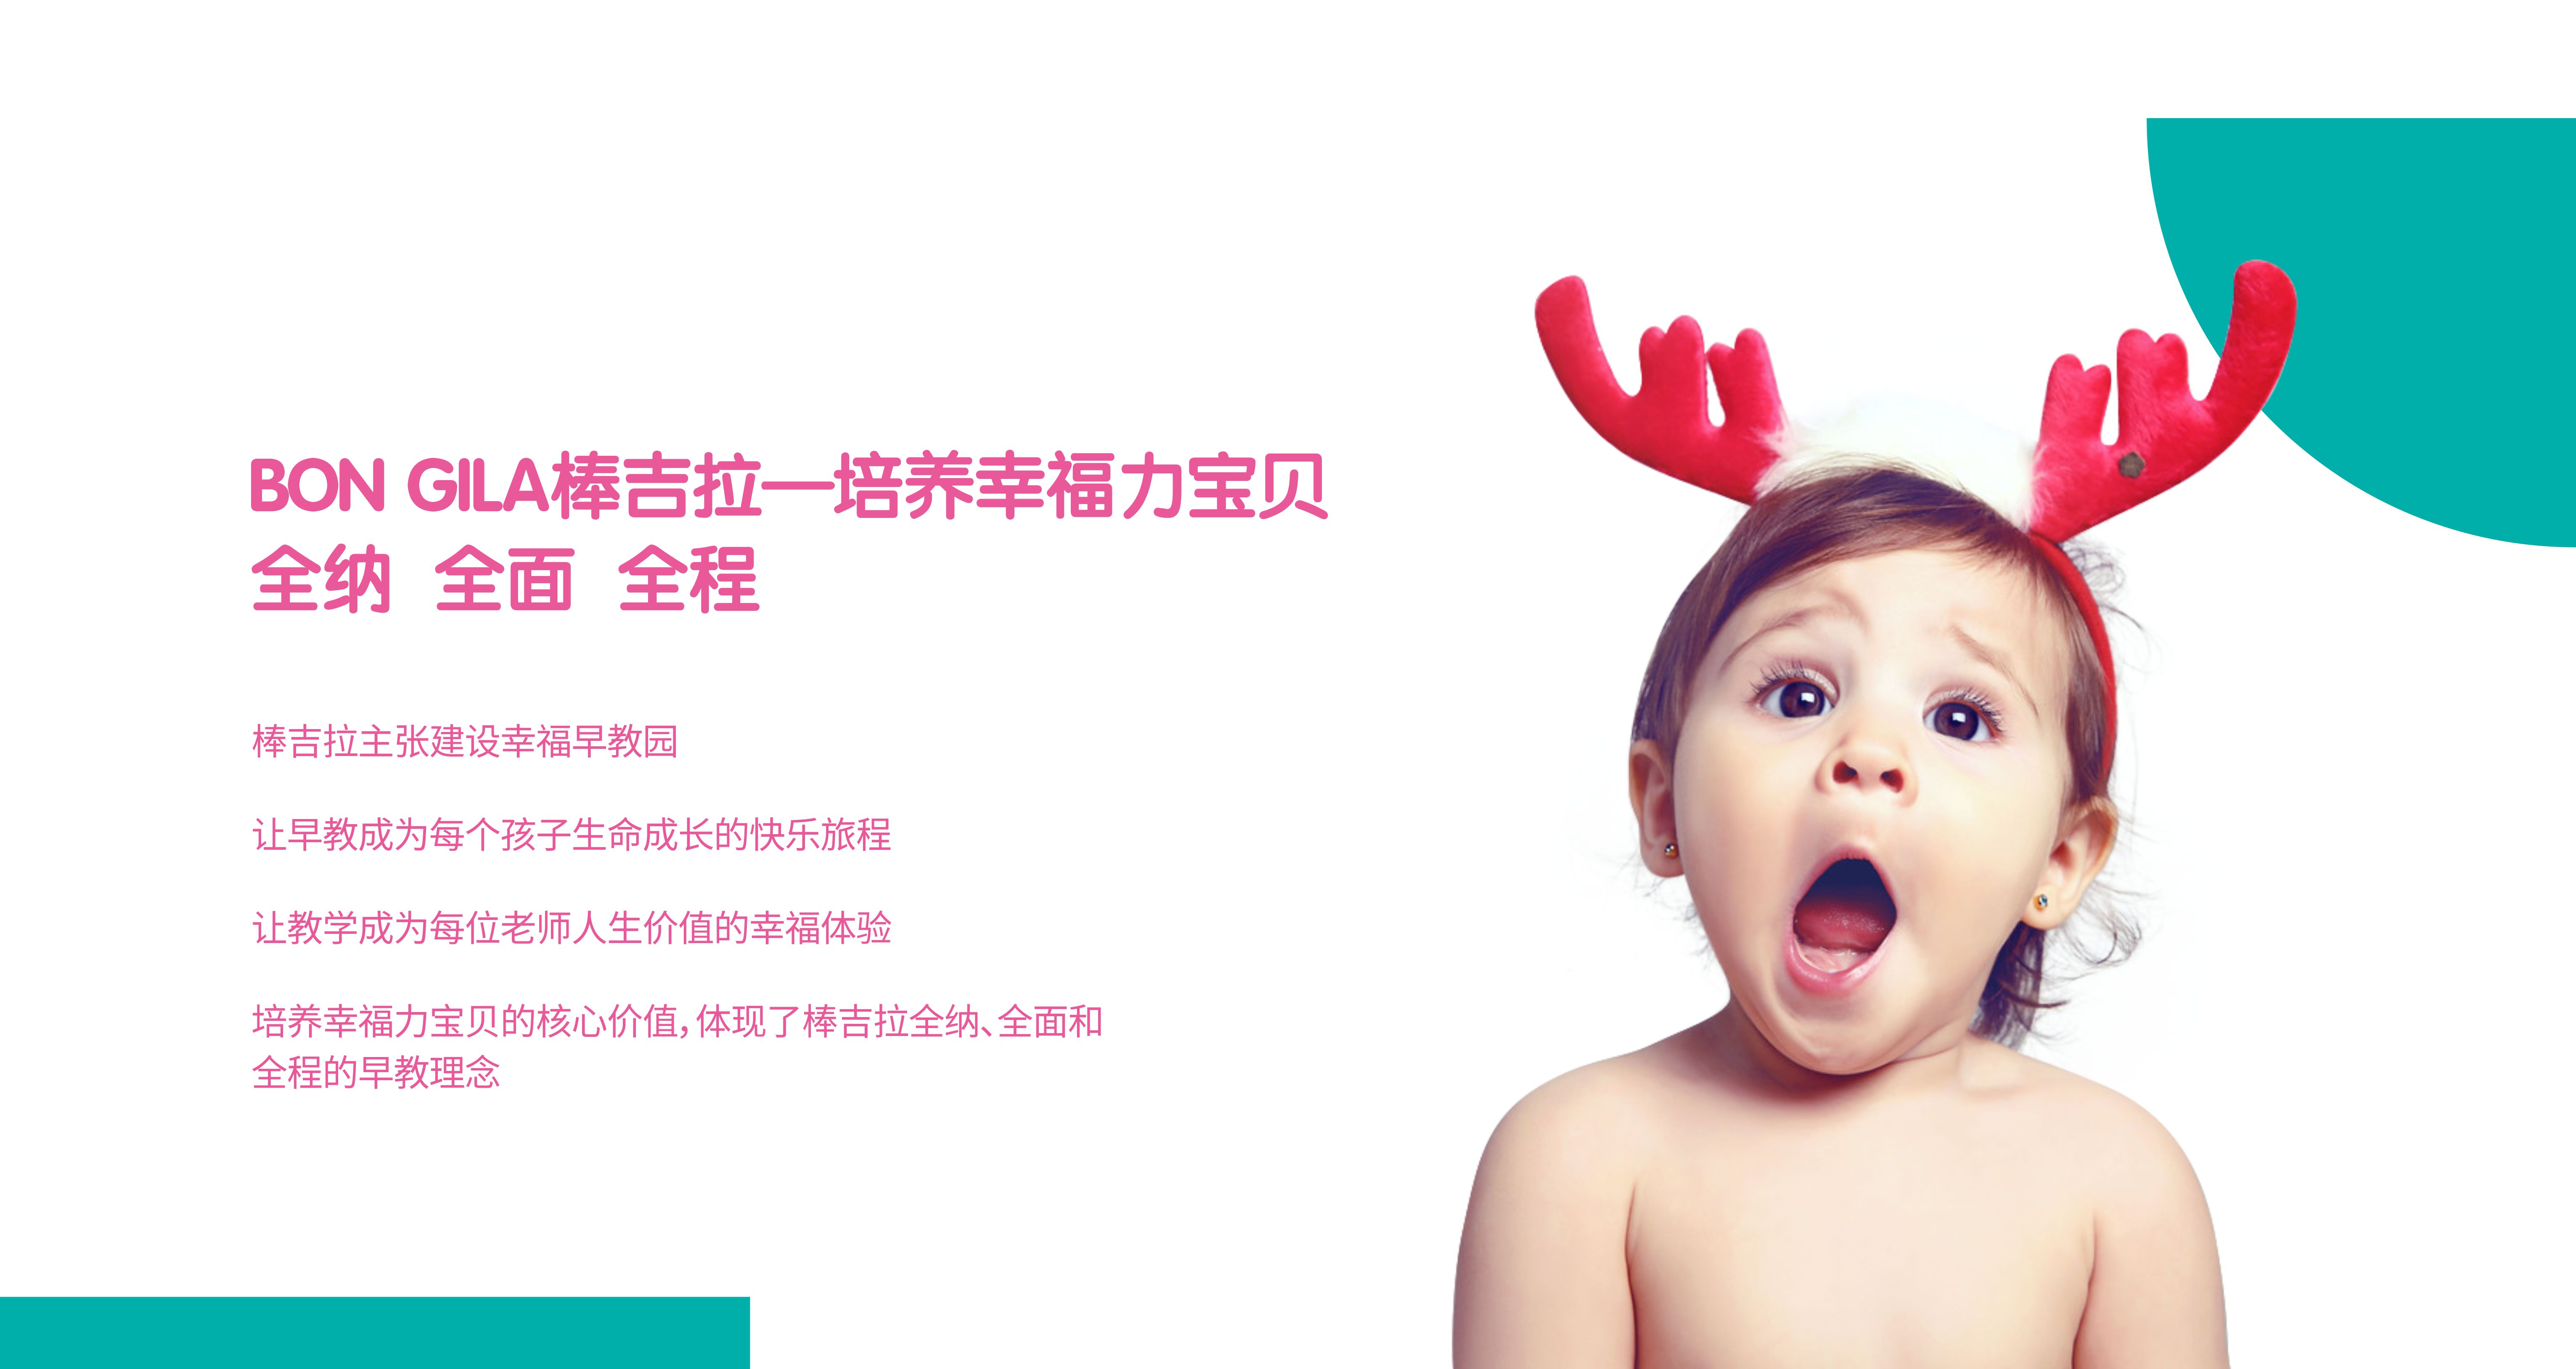 BON GILA棒吉拉—培养幸福力宝贝
全纳 全面 全程
棒吉拉主张建设幸福早教园
让早教成为每个孩子生命成长的快乐旅程
让教学成为每位老师人生价值的幸福体验
培养幸福力宝贝的核心价值，体现了棒吉拉全纳、全面和
全程的早教理念